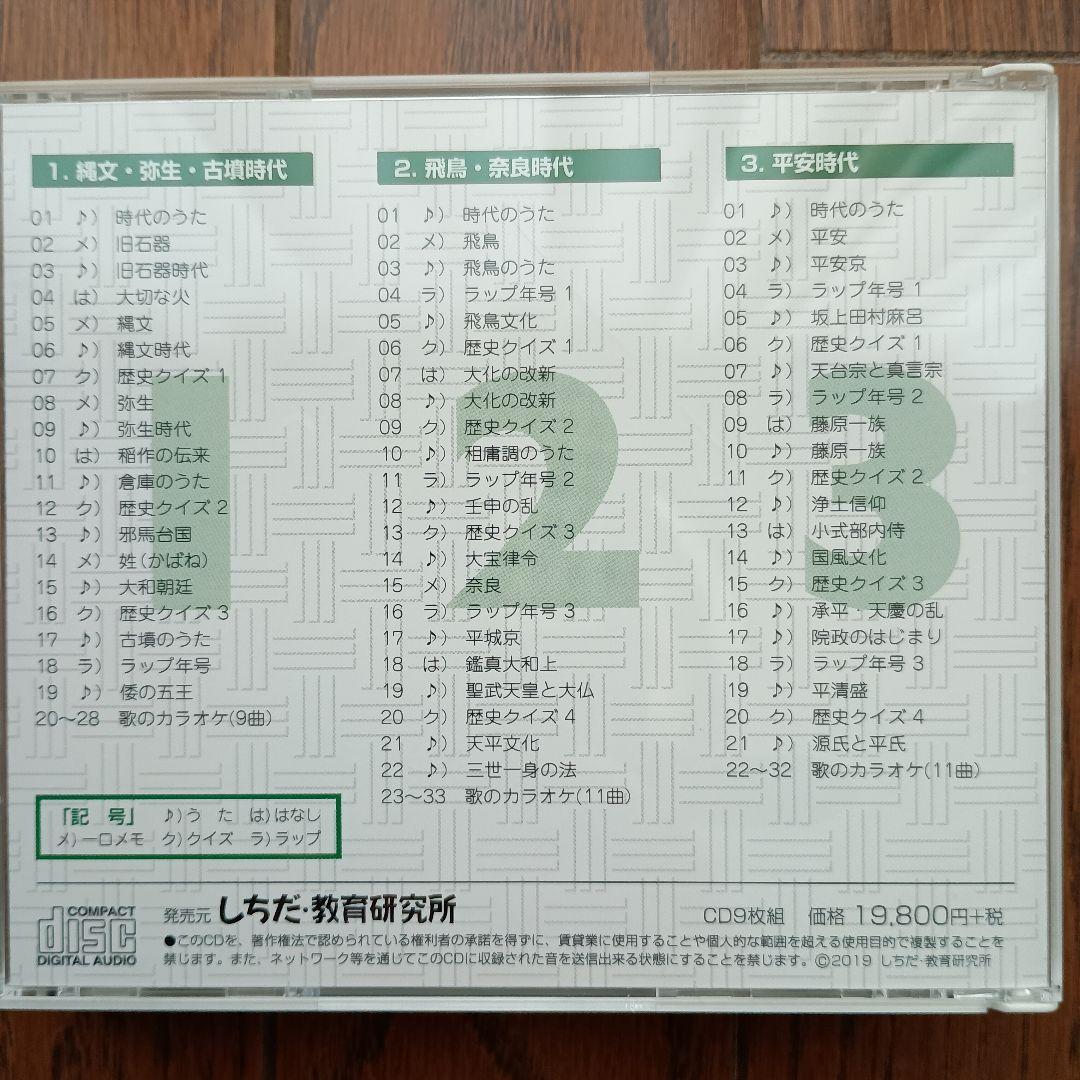 1. 縄文・弥生・古墳時代
01 ♪) 時代のうた
02 メ) 旧石器
03 ♪) 旧石器時代
04 は) 大切な火
05 メ) 縄文
06 ♪) 縄文時代
07 ク) 歴史クイズ 1
08 メ) 弥生
09 ♪) 弥生時代
10 は) 稲作の伝来
11 ♪) 倉庫のうた
12 ク) 歴史クイズ 2
13 ♪) 邪馬台国
14 メ) 姓(かばね)
15 ♪) 大和朝廷
16 ク) 歴史クイズ 3
17 ♪) 古墳のうた
18 ラ) ラップ年号
19 ♪) 倭の五王
20〜28 歌のカラオケ(9曲)
1
「記 号」 ♪)う た は)はなし
メ)一口メモ ク)クイズ ラ)ラップ
2. 飛鳥・奈良時代
01 ♪) 時代のうた
02 メ) 飛鳥
03 ♪) 飛鳥のうた
04 ラ) ラップ年号 1
05 ♪) 飛鳥文化
06 ク) 歴史クイズ 1
07 は) 大化の改新
08 ♪) 大化の改新
09 ク) 歴史クイズ 2
10 ♪) 租庸調のうた
11 ラ) ラップ年号 2
12 ♪) 壬申の乱
13 ク) 歴史クイズ 3
14 ♪) 大宝律令
15 メ) 奈良
16 ラ) ラップ年号 3
17 ♪) 平城京
18 は) 鑑真大和上
19 ♪) 聖武天皇と大仏
20 ク) 歴史クイズ 4
21 ♪) 天平文化
22 ♪) 三世一身の法
23〜33 歌のカラオケ(11曲)
2
3. 平安時代
01 ♪) 時代のうた
02 メ) 平安
03 ♪) 平安京
04 ラ) ラップ年号 1
05 ♪) 坂上田村麻呂
06 ク) 歴史クイズ 1
07 ♪) 天台宗と真言宗
08 ラ) ラップ年号 2
09 は) 藤原一族
10 ♪) 藤原一族
11 ク) 歴史クイズ 2
12 ♪) 浄土信仰
13 は) 小式部内侍
14 ♪) 国風文化
15 ク) 歴史クイズ 3
16 ♪) 承平・天慶の乱
17 ♪) 院政のはじまり
18 ラ) ラップ年号 3
19 ♪) 平清盛
20 ク) 歴史クイズ 4
21 ♪) 源氏と平氏
22〜32 歌のカラオケ(11曲)
3
COMPACT
disc
DIGITAL AUDIO
発売元 しちだ・教育研究所 CD9枚組 価格 19,800円+税
●このCDを、著作権法で認められている権利者の承諾を得ずに、賃貸業に使用することや個人的な範囲を超える使用目的で複製することを
禁じます。また、ネットワーク等を通じてこのCDに収録された音を送信出来る状態にすることを禁じます。©2019 しちだ・教育研究所